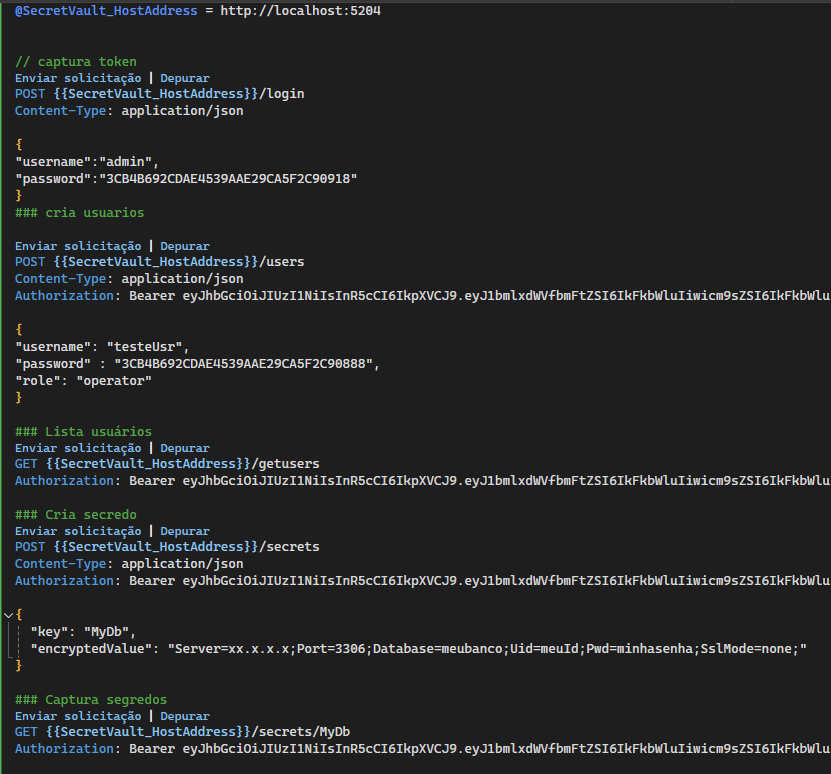 @SecretVault_HostAddress = http://localhost:5204
// captura token
Enviar solicitação | Depurar
POST {{SecretVault_HostAddress}}/login
Content-Type: application/json
{
"username":"admin",
"password":"3CB4B692CDAE4539AAE29CA5F2C90918"
}
### cria usuarios
Enviar solicitação | Depurar
POST {{SecretVault_HostAddress}}/users
Content-Type: application/json
Authorization: Bearer eyJhbGciOiJIUzI1NiIsInR5cCI6IkpXVCJ9.eyJ1bmlxdWVfbmFtZSI6IkFkbWluIiwicm9sZSI6IkFkbWlu
{
"username": "testeUsr",
"password" : "3CB4B692CDAE4539AAE29CA5F2C90888",
"role": "operator"
}
### Lista usuários
Enviar solicitação | Depurar
GET {{SecretVault_HostAddress}}/getusers
Authorization: Bearer eyJhbGciOiJIUzI1NiIsInR5cCI6IkpXVCJ9.eyJ1bmlxdWVfbmFtZSI6IkFkbWluIiwicm9sZSI6IkFkbWlu
### Cria secredo
Enviar solicitação | Depurar
POST {{SecretVault_HostAddress}}/secrets
Content-Type: application/json
Authorization: Bearer eyJhbGciOiJIUzI1NiIsInR5cCI6IkpXVCJ9.eyJ1bmlxdWVfbmFtZSI6IkFkbWluIiwicm9sZSI6IkFkbWlu
{
"key": "MyDb",
"encryptedValue": "Server=xx.x.x.x;Port=3306;Database=meubanco;Uid=meuId;Pwd=minhasenha;SslMode=none;"
}
### Captura segredos
Enviar solicitação | Depurar
GET {{SecretVault_HostAddress}}/secrets/MyDb
Authorization: Bearer eyJhbGciOiJIUzI1NiIsInR5cCI6IkpXVCJ9.eyJ1bmlxdWVfbmFtZSI6IkFkbWluIiwicm9sZSI6IkFkbWlu